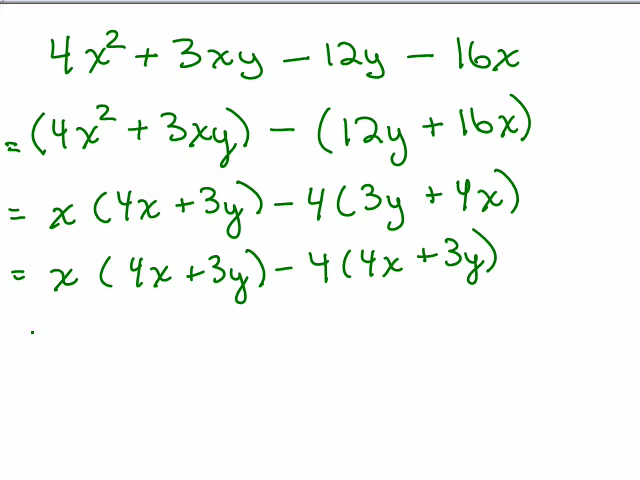 4x² + 3xy − 12y − 16x
= (4x² + 3xy) − (12y + 16x)
= x (4x + 3y) − 4 (3y + 4x)
= x (4x + 3y) − 4 (4x + 3y)